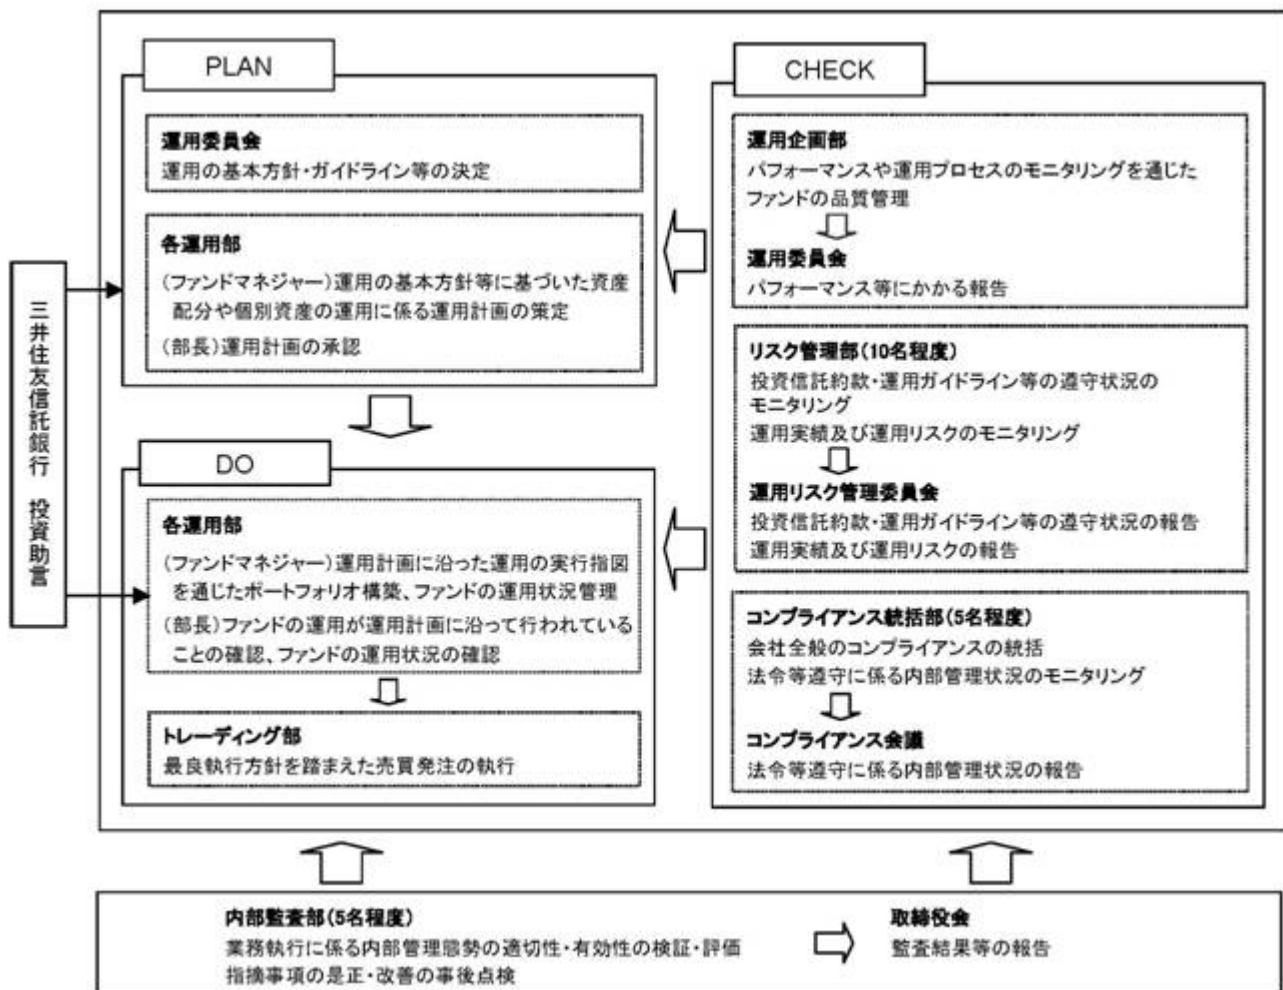 三井住友信託銀行 投資助言
PLAN
運用委員会
運用の基本方針・ガイドライン等の決定
各運用部
(ファンドマネジャー)運用の基本方針等に基づいた資産
配分や個別資産の運用に係る運用計画の策定
(部長)運用計画の承認
DO
各運用部
(ファンドマネジャー)運用計画に沿った運用の実行指図
を通じたポートフォリオ構築、ファンドの運用状況管理
(部長)ファンドの運用が運用計画に沿って行われている
ことの確認、ファンドの運用状況の確認
トレーディング部
最良執行方針を踏まえた売買発注の執行
CHECK
運用企画部
パフォーマンスや運用プロセスのモニタリングを通じた
ファンドの品質管理
運用委員会
パフォーマンス等にかかる報告
リスク管理部(10名程度)
投資信託約款・運用ガイドライン等の遵守状況の
モニタリング
運用実績及び運用リスクのモニタリング
運用リスク管理委員会
投資信託約款・運用ガイドライン等の遵守状況の報告
運用実績及び運用リスクの報告
コンプライアンス統括部(5名程度)
会社全般のコンプライアンスの統括
法令等遵守に係る内部管理状況のモニタリング
コンプライアンス会議
法令等遵守に係る内部管理状況の報告
内部監査部(5名程度)
業務執行に係る内部管理態勢の適切性・有効性の検証・評価
指摘事項の是正・改善の事後点検
取締役会
監査結果等の報告